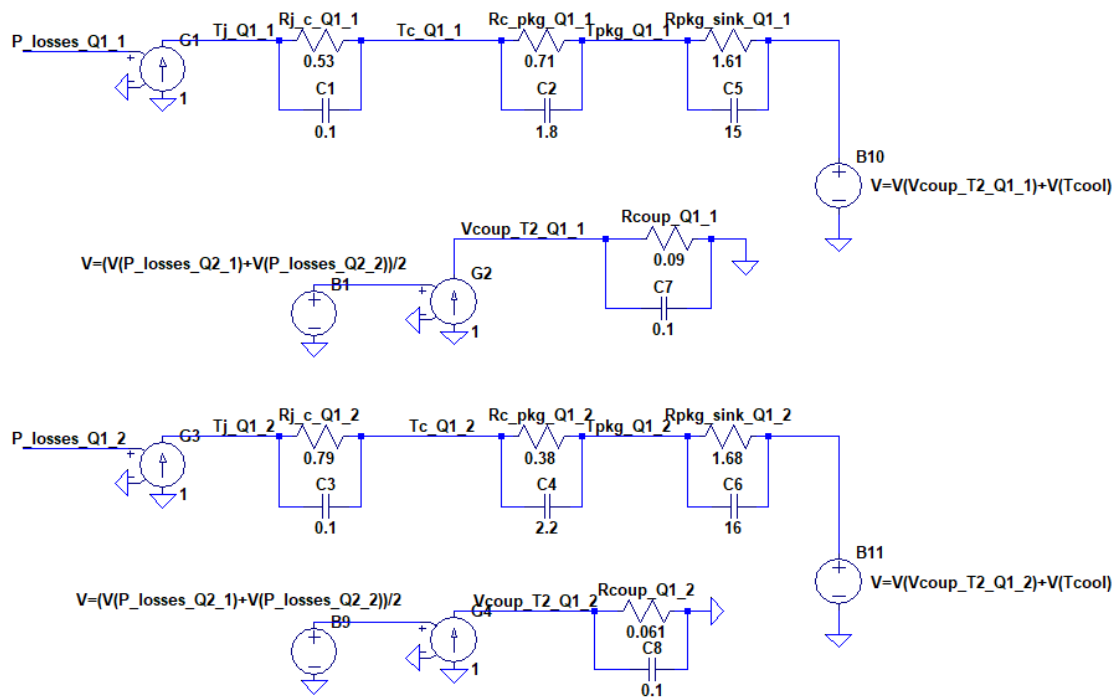 P_losses_Q1_1
G1
1
Tj_Q1_1
Rj_c_Q1_1
0.53
C1
0.1
Tc_Q1_1
Rc_pkg_Q1_1
0.71
C2
1.8
Tpkg_Q1_1
Rpkg_sink_Q1_1
1.61
C5
15
B10
V=V(Vcoup_T2_Q1_1)+V(Tcool)
V=(V(P_losses_Q2_1)+V(P_losses_Q2_2))/2
B1
G2
1
Vcoup_T2_Q1_1
Rcoup_Q1_1
0.09
C7
0.1
P_losses_Q1_2
G3
1
Tj_Q1_2
Rj_c_Q1_2
0.79
C3
0.1
Tc_Q1_2
Rc_pkg_Q1_2
0.38
C4
2.2
Tpkg_Q1_2
Rpkg_sink_Q1_2
1.68
C6
16
B11
V=V(Vcoup_T2_Q1_2)+V(Tcool)
V=(V(P_losses_Q2_1)+V(P_losses_Q2_2))/2
B9
G4
1
Vcoup_T2_Q1_2
Rcoup_Q1_2
0.061
C8
0.1